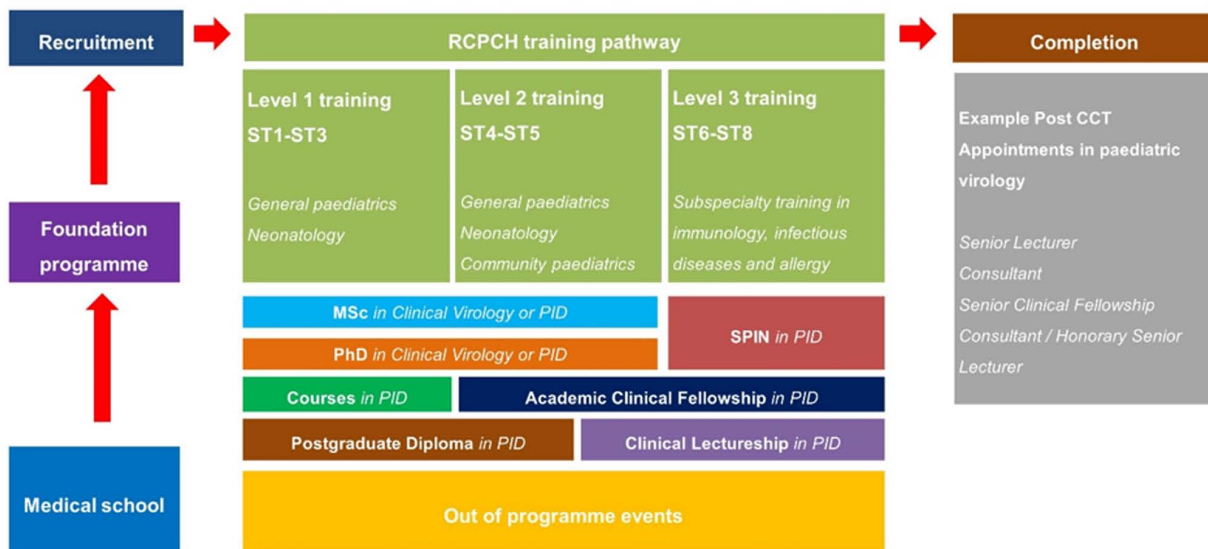 Recruitment
RCPCH training pathway
Completion
Level 1 training
ST1-ST3
General paediatrics
Neonatology
Level 2 training
ST4-ST5
General paediatrics
Neonatology
Community paediatrics
Level 3 training
ST6-ST8
Subspecialty training in
immunology, infectious
diseases and allergy
Example Post CCT
Appointments in paediatric
virology
Senior Lecturer
Consultant
Senior Clinical Fellowship
Consultant / Honorary Senior
Lecturer
Foundation
programme
MSc in Clinical Virology or PID
PhD in Clinical Virology or PID
SPIN in PID
Courses in PID
Academic Clinical Fellowship in PID
Postgraduate Diploma in PID
Clinical Lectureship in PID
Medical school
Out of programme events